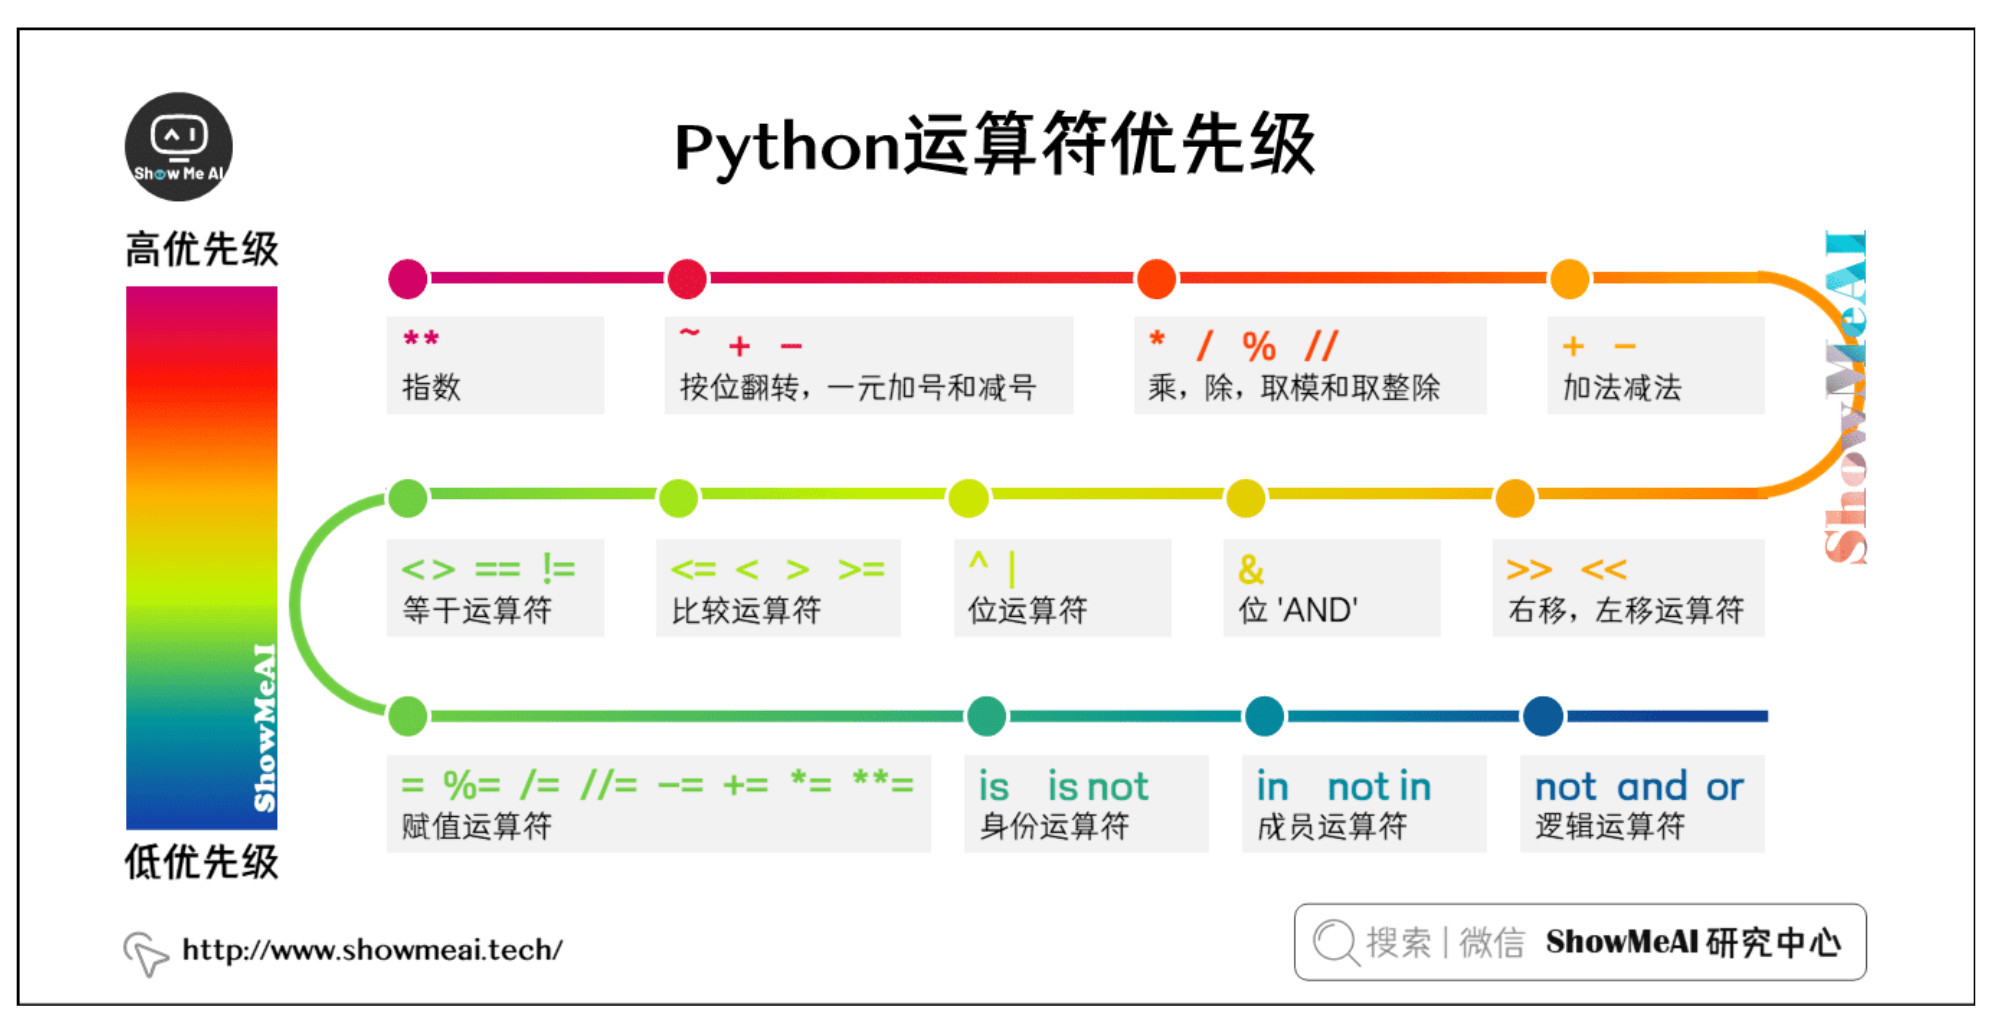 Show Me AI
Python运算符优先级
高优先级
**
指数
~ + −
按位翻转，一元加号和减号
* / % //
乘，除，取模和取整除
+ −
加法减法
ShowMeAI
<> == !=
等于运算符
<= < > >=
比较运算符
^ |
位运算符
&
位 'AND'
>> <<
右移，左移运算符
ShowMeAI
= %= /= //= −= += *= **=
赋值运算符
is is not
身份运算符
in not in
成员运算符
not and or
逻辑运算符
低优先级
http://www.showmeai.tech/
搜索 | 微信 ShowMeAI 研究中心